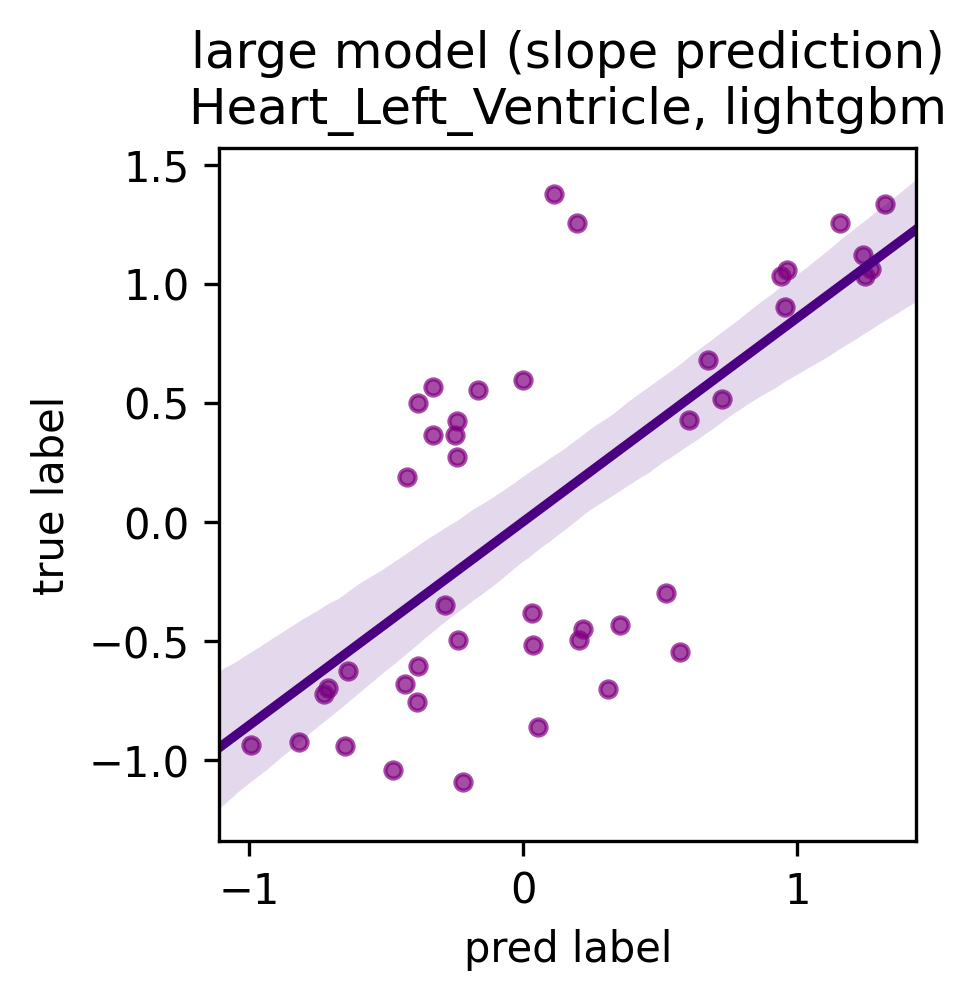 large model (slope prediction)
Heart_Left_Ventricle, lightgbm
1.5
1.0
0.5
0.0
−0.5
−1.0
true label
−1
0
1
pred label